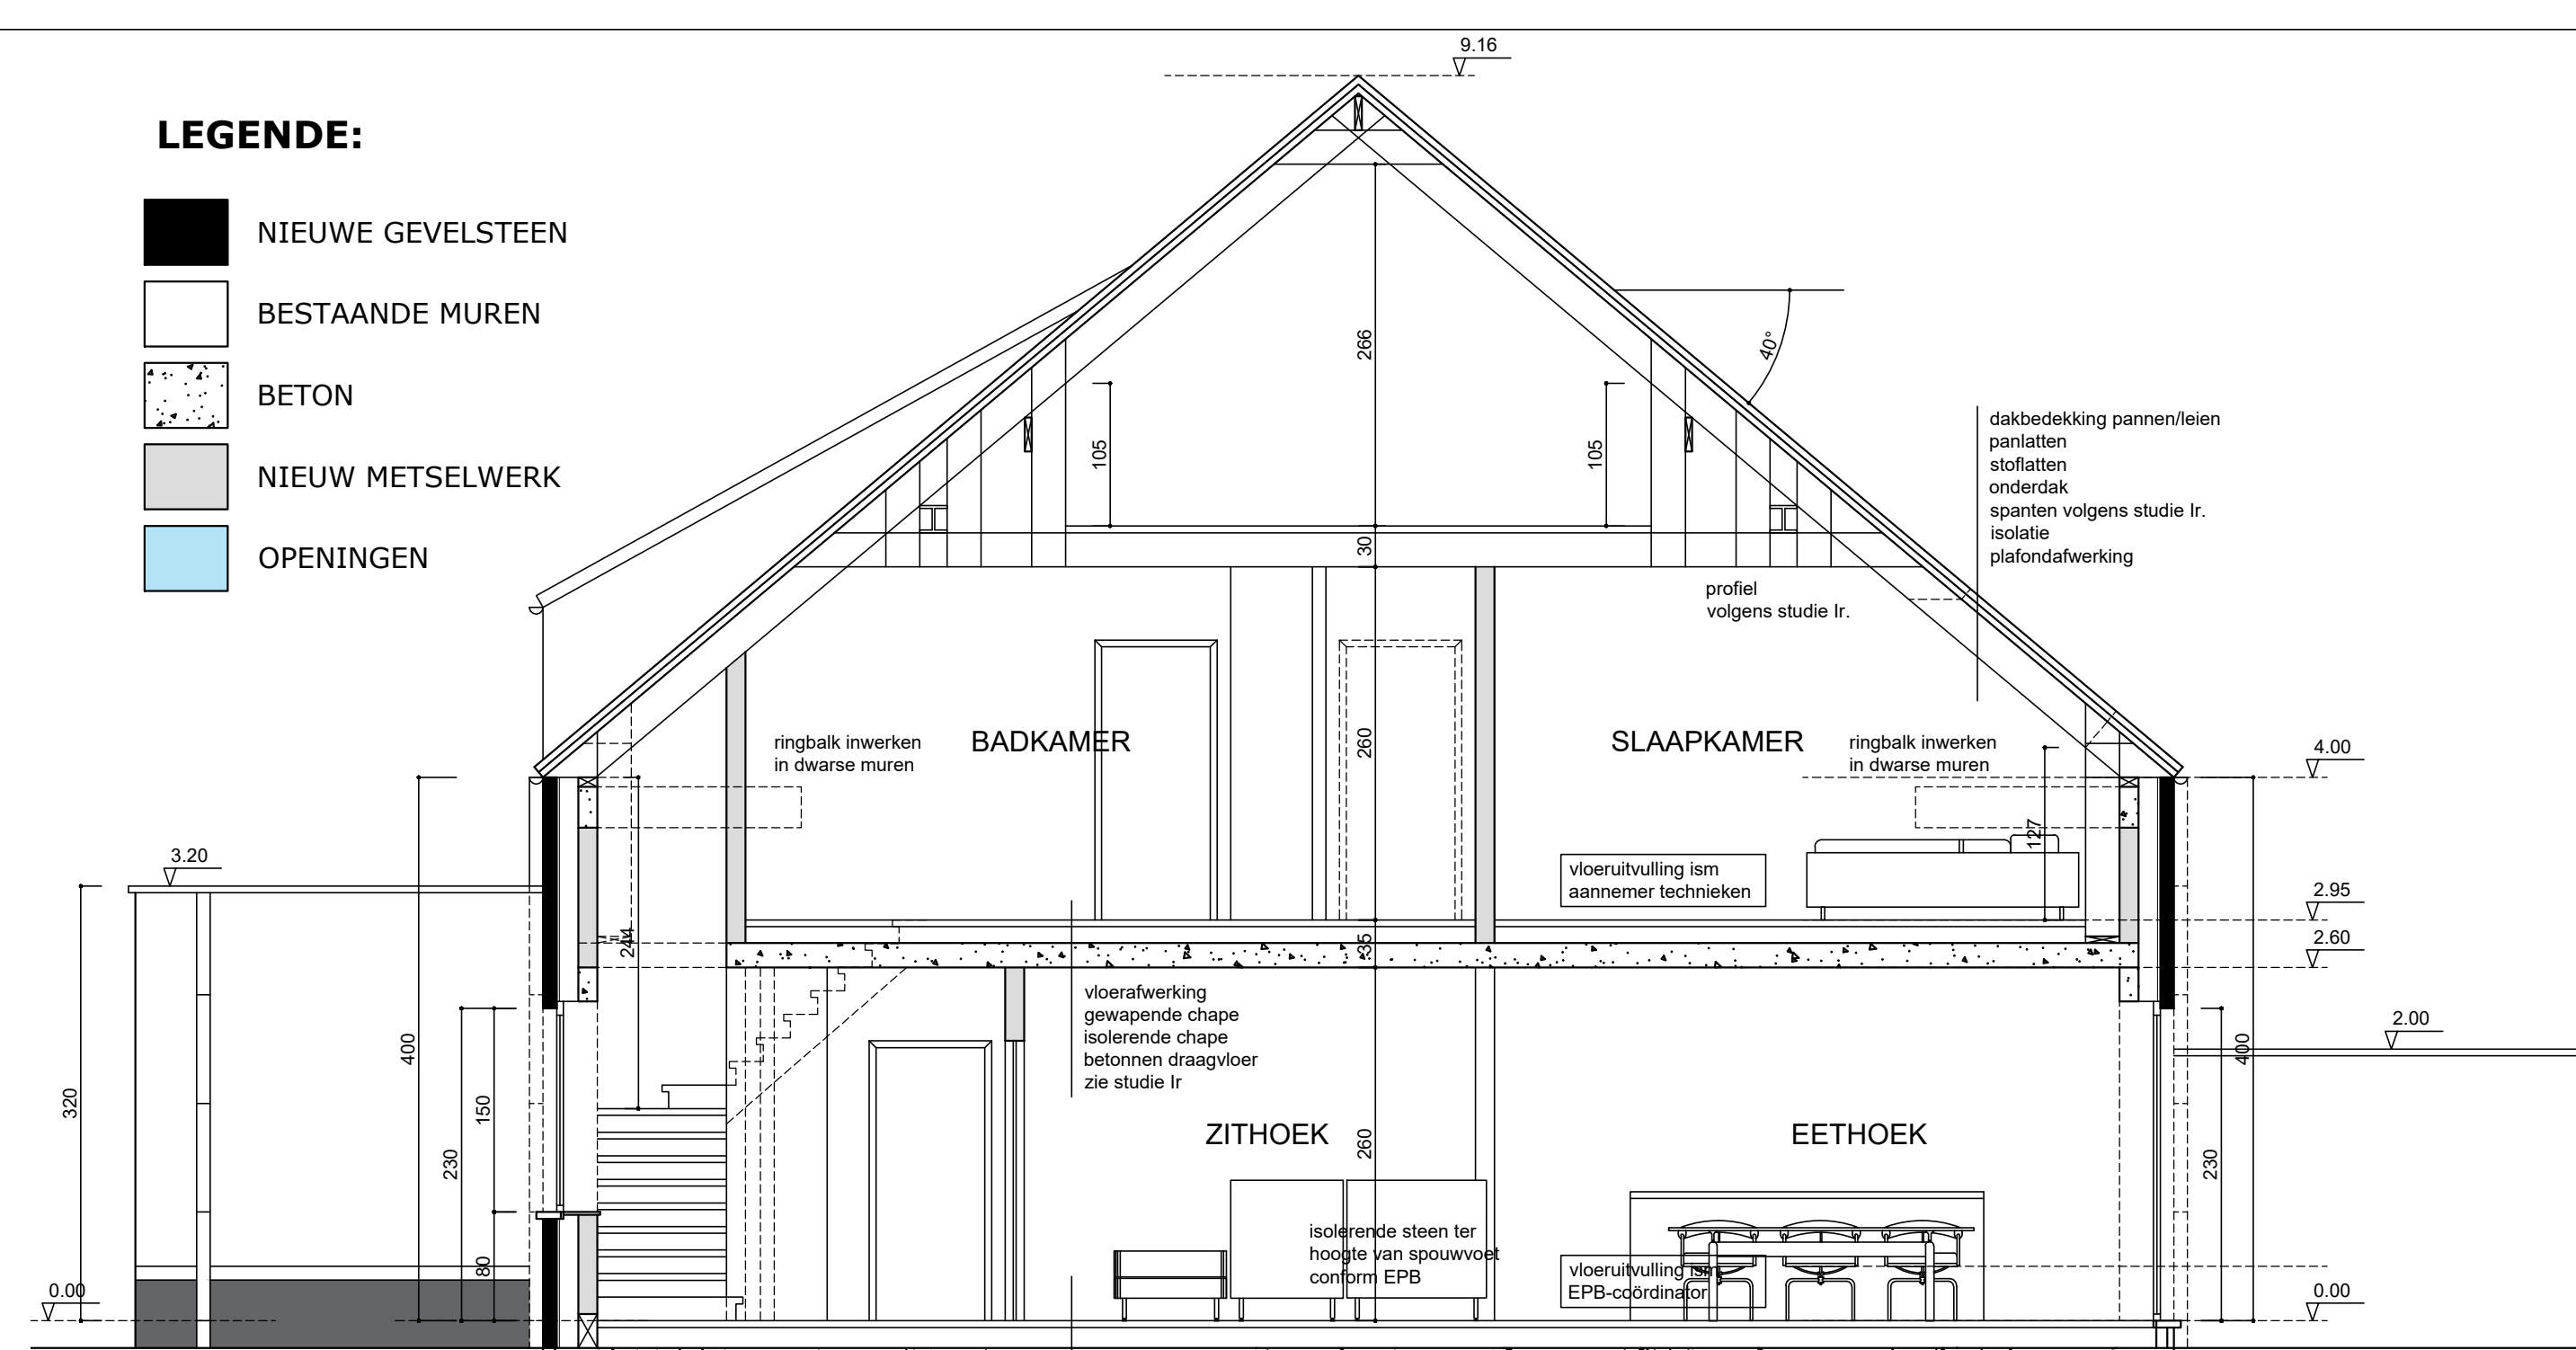 9.16
LEGENDE:
NIEUWE GEVELSTEEN
BESTAANDE MUREN
BETON
NIEUW METSELWERK
OPENINGEN
266
40°
105
105
30
dakbedekking pannen/leien
panlatten
stoflatten
onderdak
spanten volgens studie Ir.
isolatie
plafondafwerking
profiel
volgens studie Ir.
ringbalk inwerken
in dwarse muren
BADKAMER
260
SLAAPKAMER
ringbalk inwerken
in dwarse muren
4.00
127
3.20
vloeruitvulling ism
aannemer technieken
2.95
244
35
2.60
vloerafwerking
gewapende chape
isolerende chape
betonnen draagvloer
zie studie Ir
2.00
400
400
320
150
230
ZITHOEK
260
EETHOEK
230
isolerende steen ter
hoogte van spouwvoet
conform EPB
80
vloeruitvulling ism
EPB-coördinator
0.00
0.00